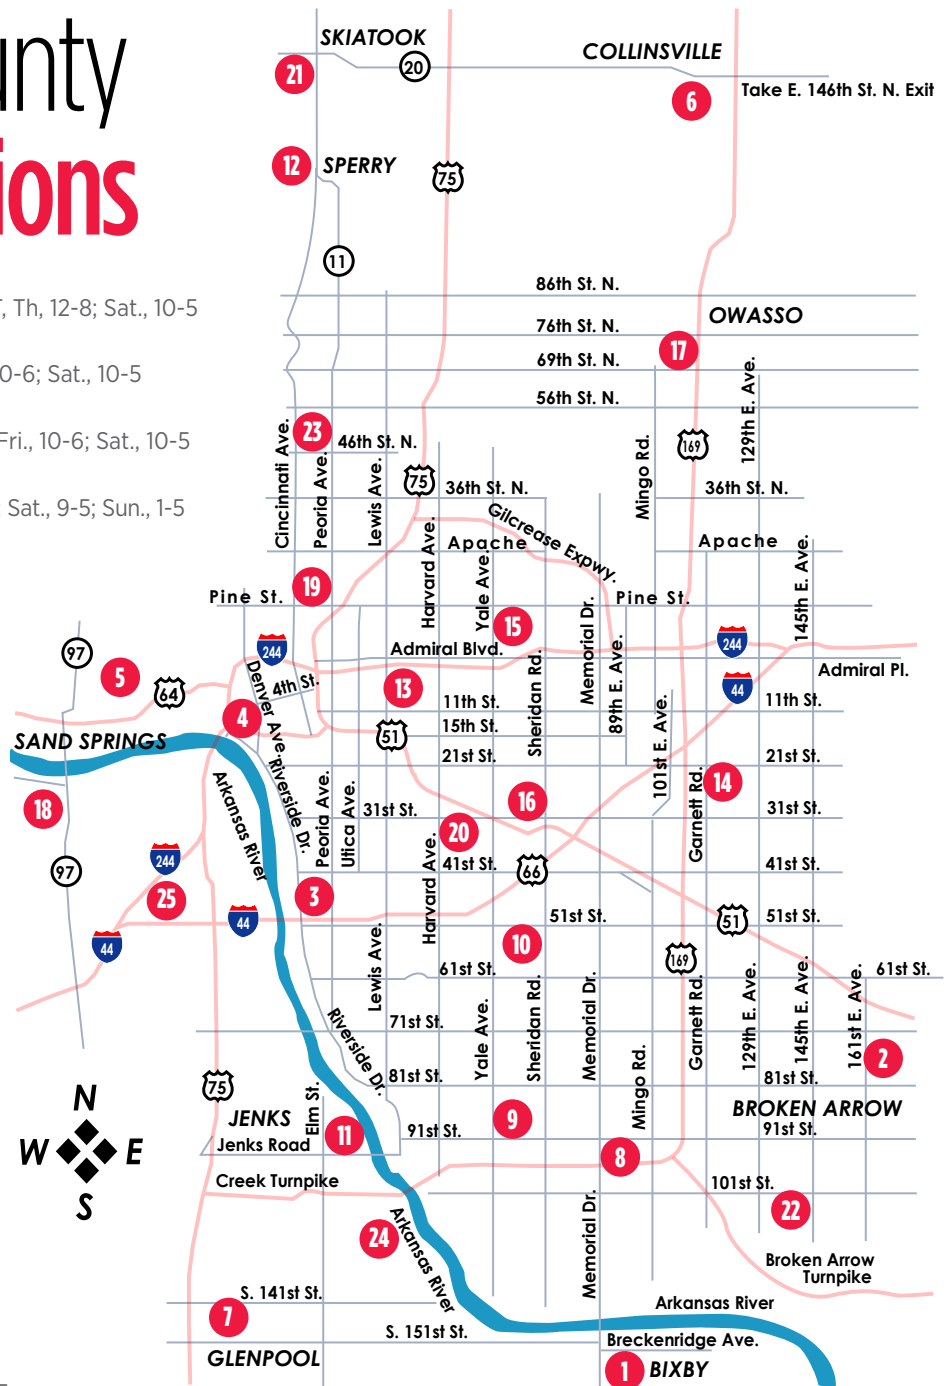 unty
ions
T, Th, 12-8; Sat., 10-5
0-6; Sat., 10-5
Fri., 10-6; Sat., 10-5
; Sat., 9-5; Sun., 1-5
SKIATOOK
COLLINSVILLE
20
21
6
Take E. 146th St. N. Exit
12
SPERRY
75
11
86th St. N.
OWASSO
76th St. N.
17
69th St. N.
129th E. Ave.
56th St. N.
Cincinnati Ave.
23
Peoria Ave.
46th St. N.
Lewis Ave.
75
Mingo Rd.
169
36th St. N.
36th St. N.
Gilcrease Expwy.
Harvard Ave.
Apache
Apache
Yale Ave.
145th E. Ave.
19
Pine St.
Pine St.
15
Memorial Dr.
97
5
64
244
Admiral Blvd.
244
Admiral Pl.
Denver Ave.
4th St.
13
Sheridan Rd.
89th E. Ave.
44
11th St.
11th St.
4
51
15th St.
101st E. Ave.
SAND SPRINGS
21st St.
21st St.
Arkansas River
Riverside Dr.
Peoria Ave.
Utica Ave.
14
Garnett Rd.
18
16
31st St.
31st St.
20
Harvard Ave.
41st St.
41st St.
244
66
97
25
3
44
51st St.
51
51st St.
44
10
169
Lewis Ave.
61st St.
61st St.
Riverside Dr.
71st St.
Yale Ave.
Sheridan Rd.
Memorial Dr.
Garnett Rd.
129th E. Ave.
145th E. Ave.
161st E. Ave.
2
Mingo Rd.
75
81st St.
81st St.
N
W
E
S
Elm St.
JENKS
11
9
BROKEN ARROW
91st St.
91st St.
Jenks Road
8
Creek Turnpike
101st St.
22
24
Arkansas River
Memorial Dr.
Broken Arrow
Turnpike
S. 141st St.
7
Arkansas River
S. 151st St.
Breckenridge Ave.
GLENPOOL
1
BIXBY